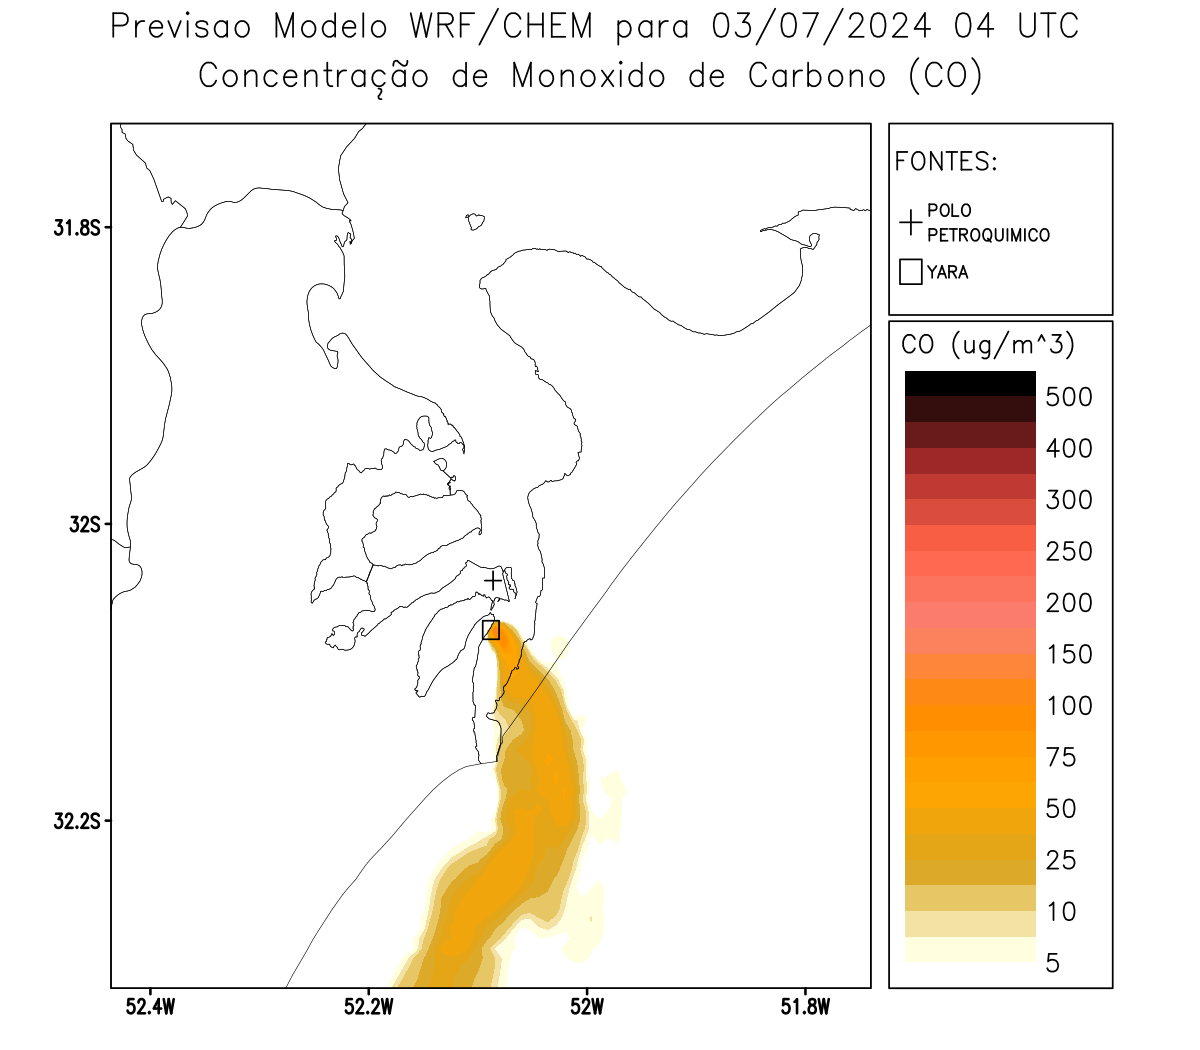 Previsao Modelo WRF/CHEM para 03/07/2024 04 UTC
Concentração de Monoxido de Carbono (CO)
FONTES:
POLO
PETROQUIMICO
YARA
CO (ug/m^3)
500
400
300
250
200
150
100
75
50
25
10
5
31.8S
32S
32.2S
52.4W
52.2W
52W
51.8W